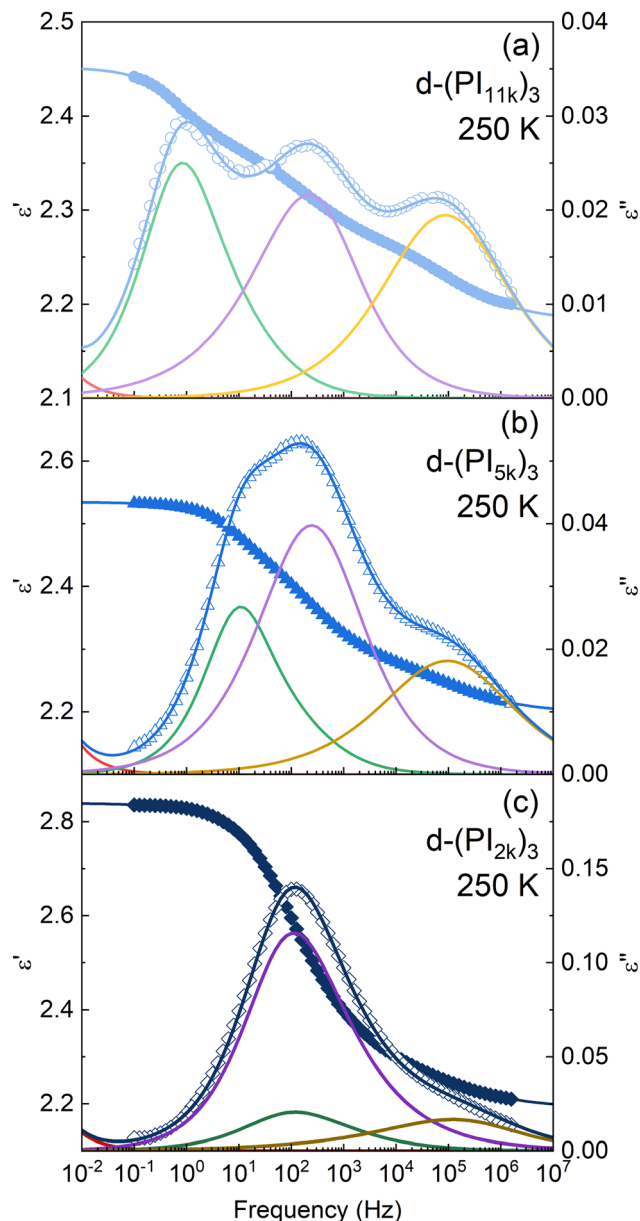 (a)
d-(PI₁₁ₖ)₃
250 K
2.5
2.4
2.3
2.2
2.1
ε'
0.04
0.03
0.02
0.01
0.00
ε''
(b)
d-(PI₅ₖ)₃
250 K
2.6
2.4
2.2
ε'
0.04
0.02
0.00
ε''
(c)
d-(PI₂ₖ)₃
250 K
2.8
2.6
2.4
2.2
ε'
0.15
0.10
0.05
0.00
ε''
10⁻² 10⁻¹ 10⁰ 10¹ 10² 10³ 10⁴ 10⁵ 10⁶ 10⁷
Frequency (Hz)